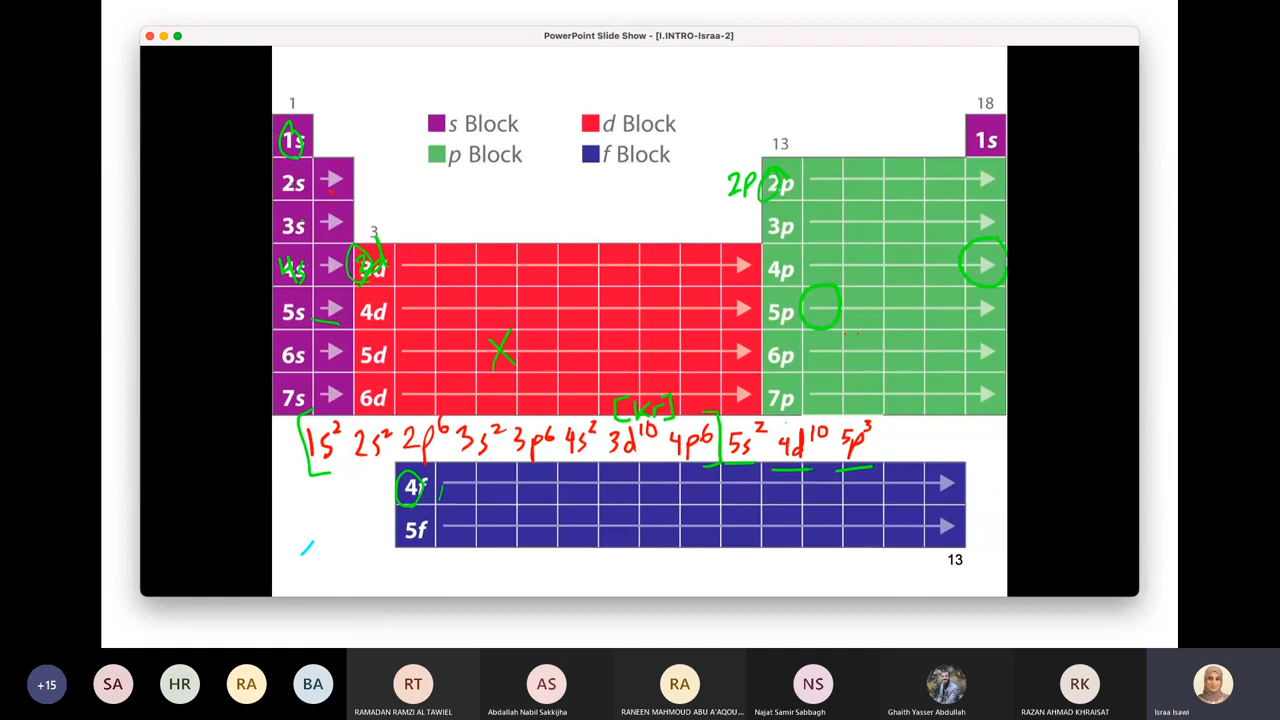 PowerPoint Slide Show - [I.INTRO-Israa-2]
1
18
s Block
d Block
13
1s
1s
p Block
f Block
2s
2p
2p
3s
3
3p
4s
3d
4p
5s
4d
5p
6s
5d
X
6p
7s
6d
7p
[Kr]
[1s² 2s² 2p⁶ 3s² 3p⁶ 4s² 3d¹⁰ 4p⁶] 5s² 4d¹⁰ 5p³
4f
5f
13
+15
SA
HR
RA
BA
RT
AS
RA
NS
RK
RAMADAN RAMZI AL TAWIEL
Abdallah Nabil Sakkijha
RANEEN MAHMOUD ABU A'AQOU...
Najat Samir Sabbagh
Ghaith Yasser Abdullah
RAZAN AHMAD KHRAISAT
Israa Isawi